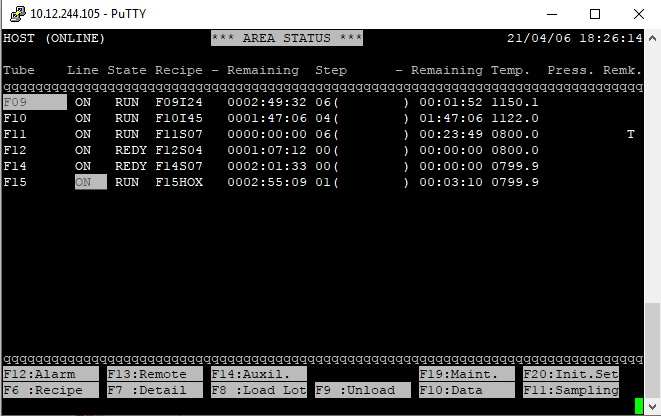 10.12.244.105 - PuTTY
HOST (ONLINE) *** AREA STATUS *** 21/04/06 18:26:14
Tube Line State Recipe - Remaining Step - Remaining Temp. Press. Remk.
qqqqqqqqqqqqqqqqqqqqqqqqqqqqqqqqqqqqqqqqqqqqqqqqqqqqqqqqqqqqqqqqqqqqqqqqqqqqqqqq
F09 ON RUN F09I24 0002:49:32 06( ) 00:01:52 1150.1
F10 ON RUN F10I45 0001:47:06 04( ) 01:47:06 1122.0
F11 ON RUN F11S07 0000:00:00 06( ) 00:23:49 0800.0 T
F12 ON REDY F12S04 0001:07:12 00( ) 00:00:00 0800.0
F14 ON REDY F14S07 0002:01:33 00( ) 00:00:00 0799.9
F15 ON RUN F15HOX 0002:55:09 01( ) 00:03:10 0799.9
qqqqqqqqqqqqqqqqqqqqqqqqqqqqqqqqqqqqqqqqqqqqqqqqqqqqqqqqqqqqqqqqqqqqqqqqqqqqqqqq
F12:Alarm F13:Remote F14:Auxil. F19:Maint. F20:Init.Set
F6 :Recipe F7 :Detail F8 :Load Lot F9 :Unload F10:Data F11:Sampling